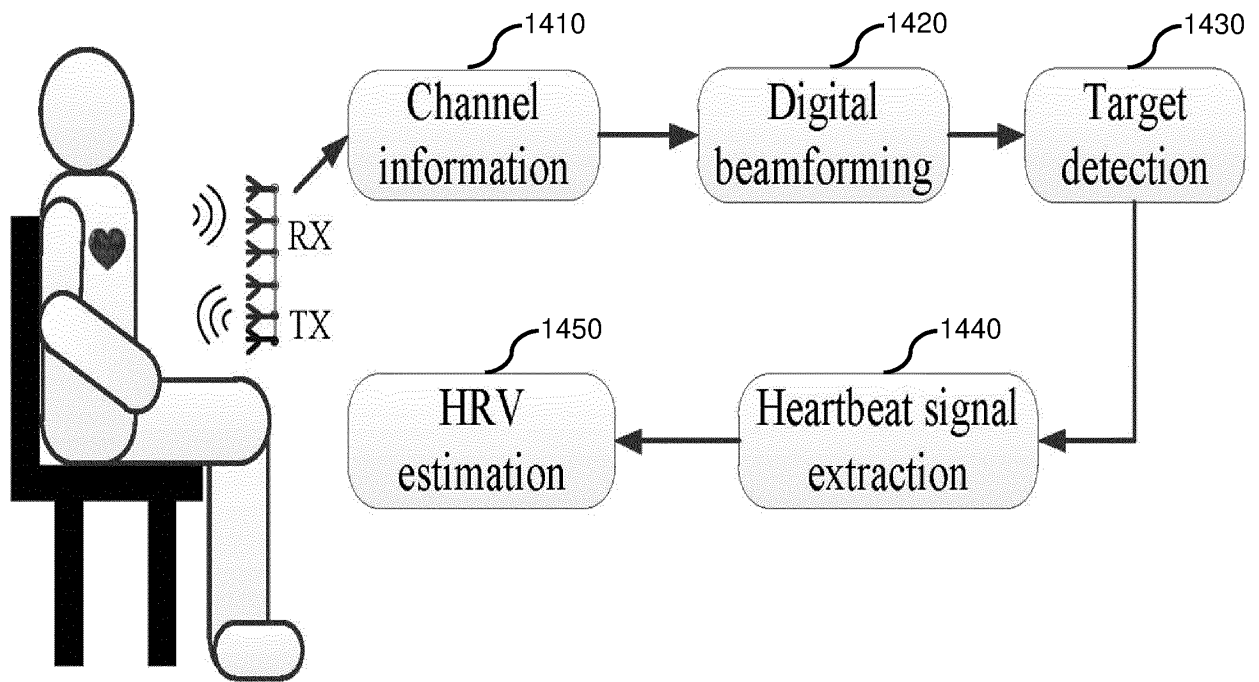 1410
Channel
information
1420
Digital
beamforming
1430
Target
detection
RX
TX
1440
Heartbeat signal
extraction
1450
HRV
estimation